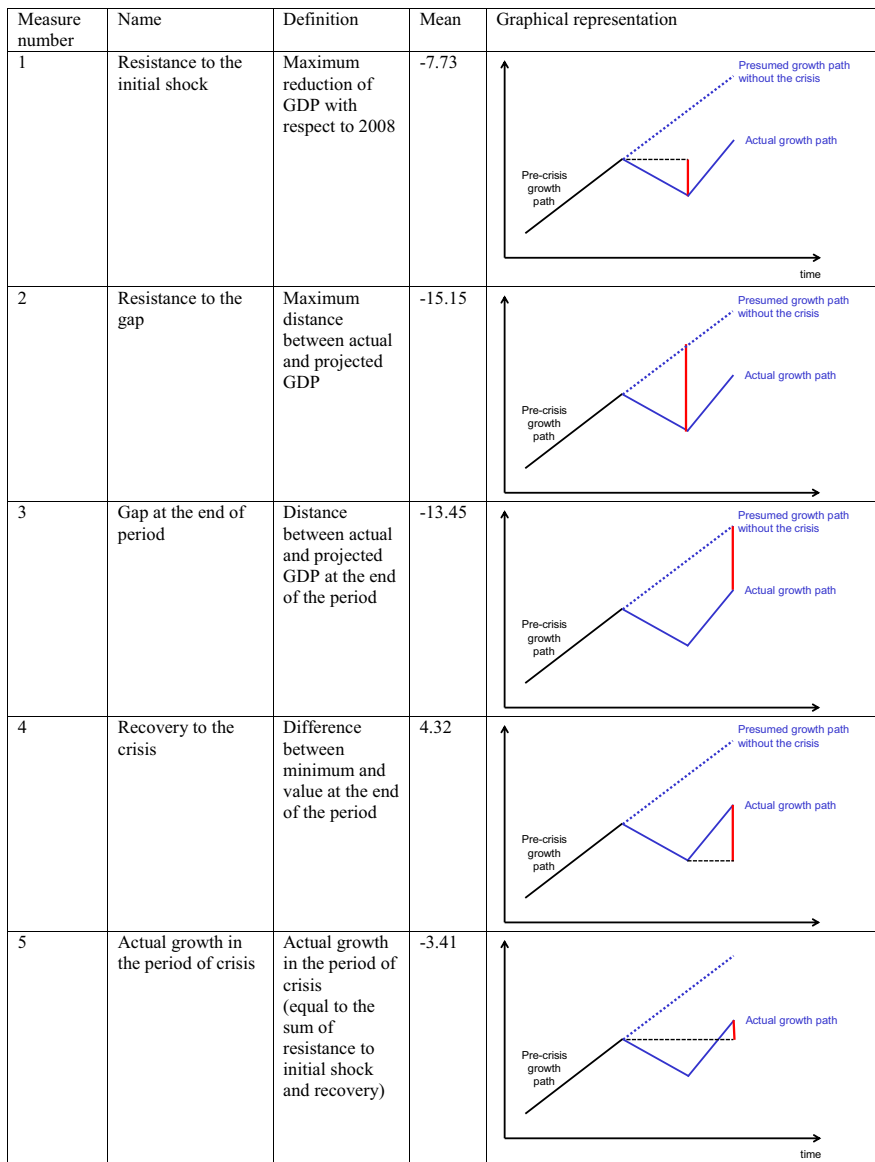 Measure number
Name
Definition
Mean
Graphical representation
1
Resistance to the
initial shock
Maximum
reduction of
GDP with
respect to 2008
-7.73
Presumed growth path
without the crisis
Actual growth path
Pre-crisis
growth
path
time
2
Resistance to the
gap
Maximum
distance
between actual
and projected
GDP
-15.15
Presumed growth path
without the crisis
Actual growth path
Pre-crisis
growth
path
time
3
Gap at the end of
period
Distance
between actual
and projected
GDP at the end
of the period
-13.45
Presumed growth path
without the crisis
Actual growth path
Pre-crisis
growth
path
time
4
Recovery to the
crisis
Difference
between
minimum and
value at the end
of the period
4.32
Presumed growth path
without the crisis
Actual growth path
Pre-crisis
growth
path
time
5
Actual growth in
the period of crisis
Actual growth
in the period of
crisis
(equal to the
sum of
resistance to
initial shock
and recovery)
-3.41
Actual growth path
Pre-crisis
growth
path
time